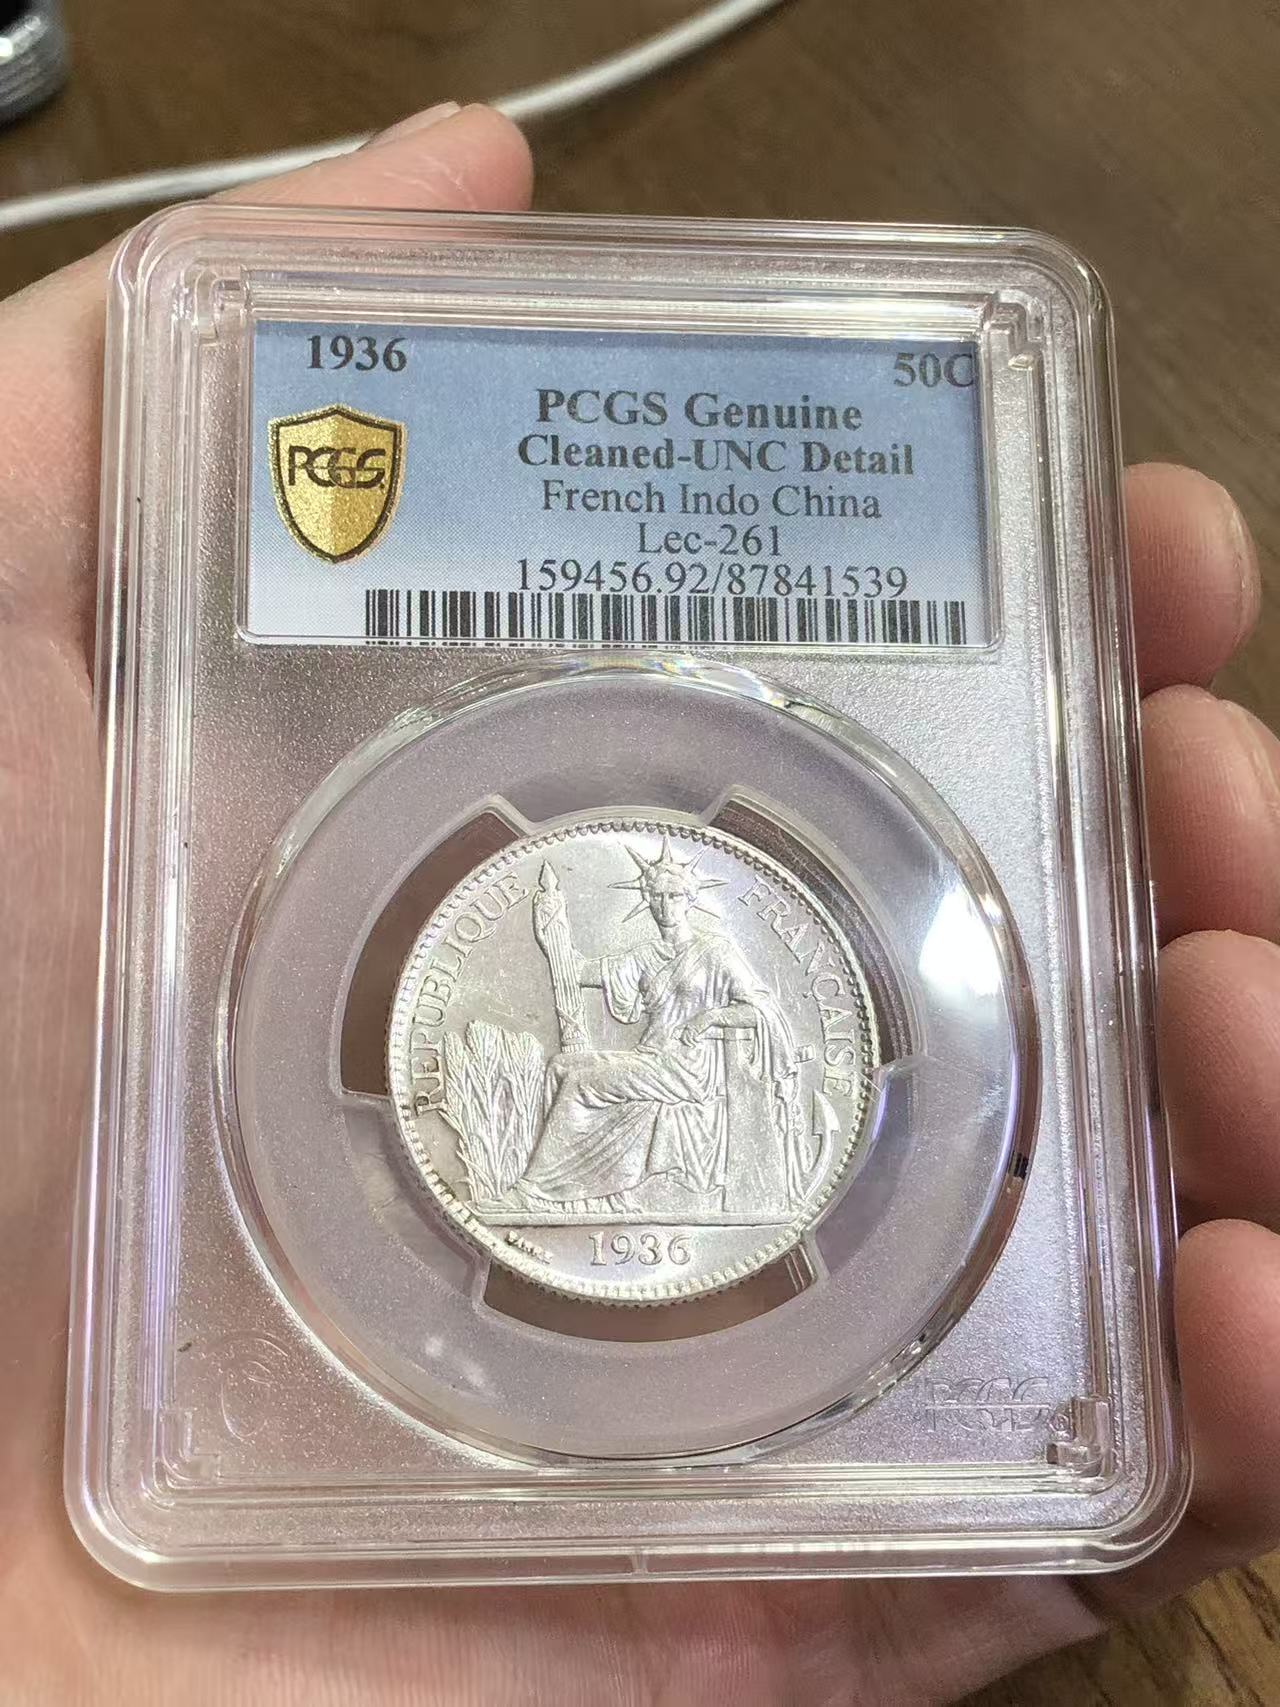 1936 50C
PCGS Genuine
Cleaned-UNC Detail
French Indo China
Lec-261
159456.92/87841539
PCGS
REPUBLIQUE FRANÇAISE
1936
PCGS